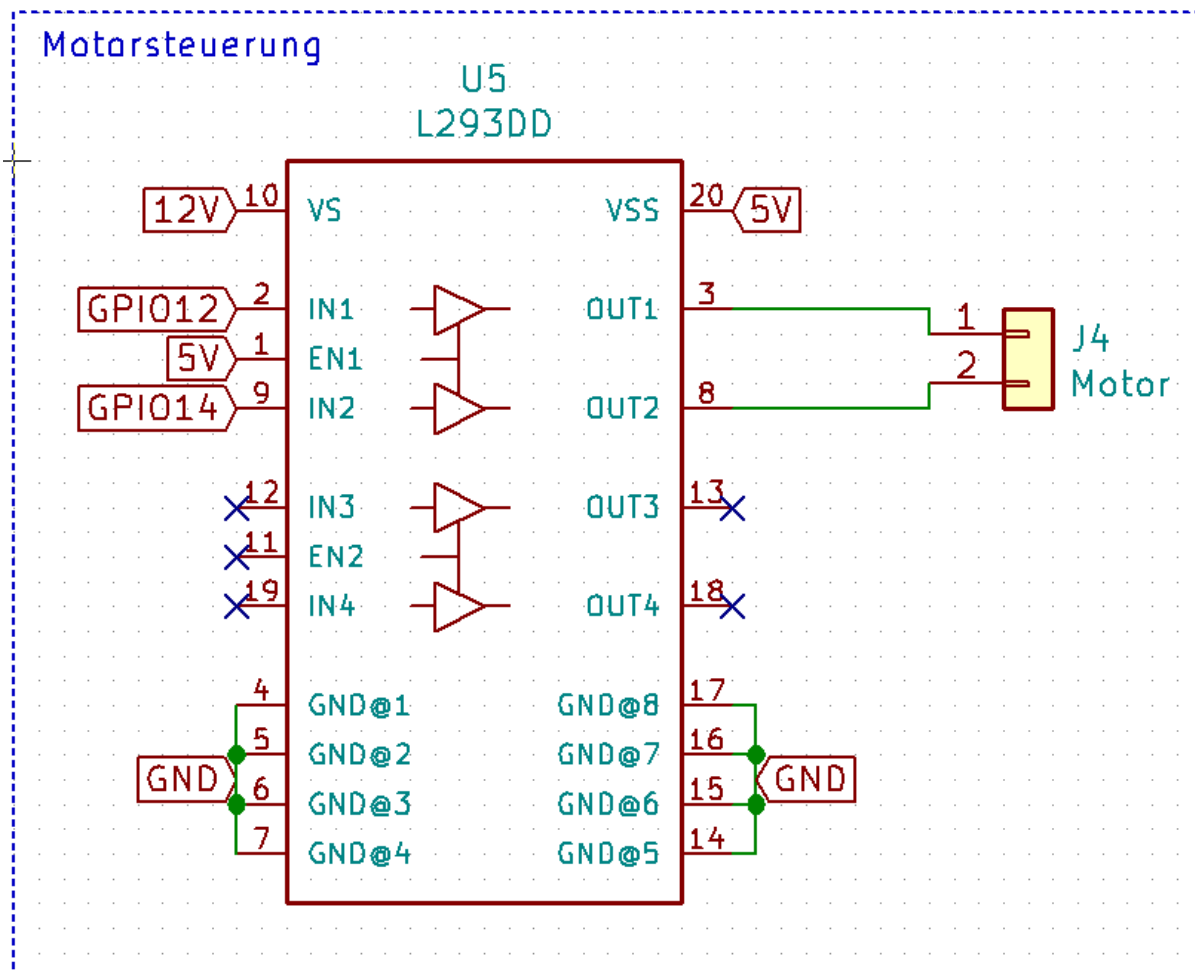 Motorsteuerung
U5
L293DD
12V 10 VS VSS 20 5V
GPIO12 2 IN1 OUT1 3 1
5V 1 EN1 J4
2 Motor
GPIO14 9 IN2 OUT2 8
12 IN3 OUT3 13
11 EN2
19 IN4 OUT4 18
4 GND@1 GND@8 17
5 GND@2 GND@7 16
GND GND
6 GND@3 GND@6 15
7 GND@4 GND@5 14